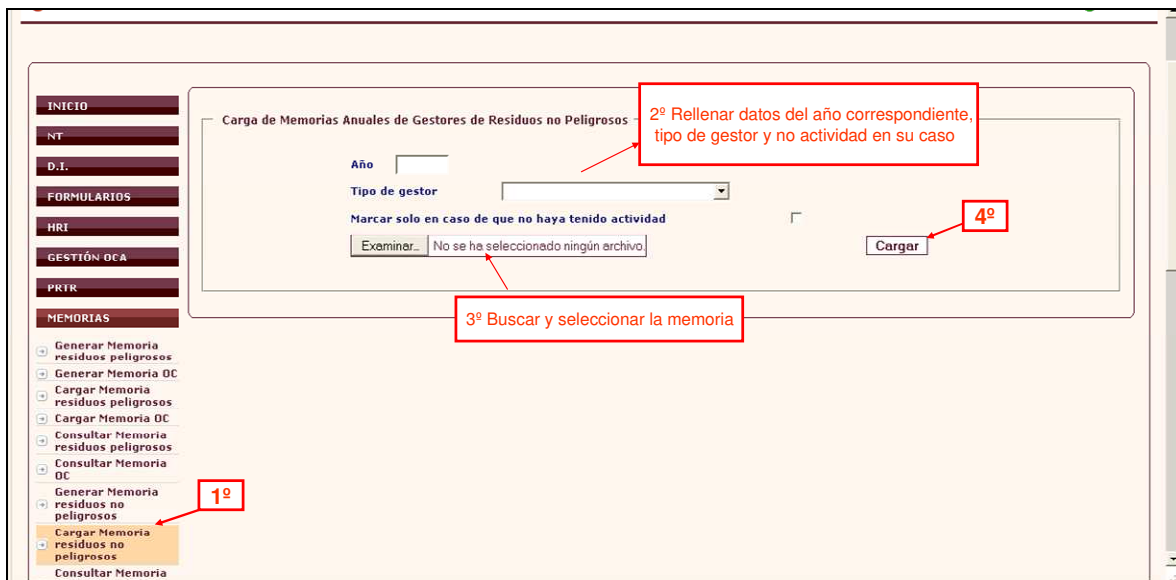 INICIO
NT
D.I.
FORMULARIOS
HRI
GESTIÓN OCA
PRTR
MEMORIAS
Generar Memoria
residuos peligrosos
Generar Memoria OC
Cargar Memoria
residuos peligrosos
Cargar Memoria OC
Consultar Memoria
residuos peligrosos
Consultar Memoria
OC
Generar Memoria
residuos no
peligrosos
Cargar Memoria
residuos no
peligrosos
Consultar Memoria
1º
Carga de Memorias Anuales de Gestores de Residuos no Peligrosos
2º Rellenar datos del año correspondiente,
tipo de gestor y no actividad en su caso
Año
Tipo de gestor
Marcar solo en caso de que no haya tenido actividad
4º
Examinar... No se ha seleccionado ningún archivo.
Cargar
3º Buscar y seleccionar la memoria